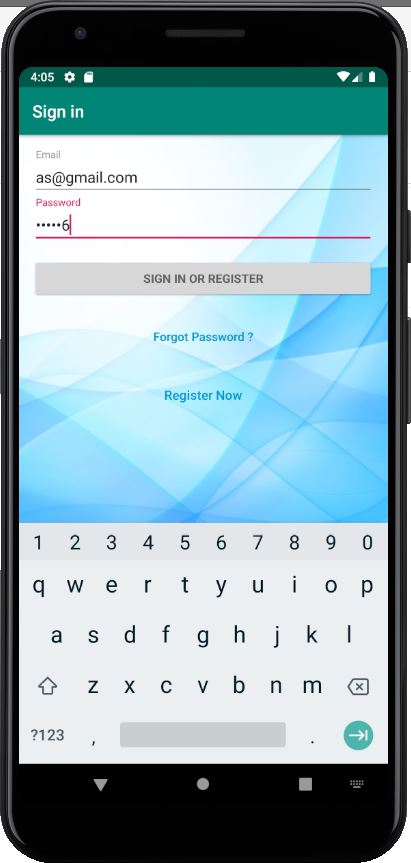 4:05
Sign in
Email
as@gmail.com
Password
•••••6
SIGN IN OR REGISTER
Forgot Password ?
Register Now
1 2 3 4 5 6 7 8 9 0
q w e r t y u i o p
a s d f g h j k l
z x c v b n m
?123 , .